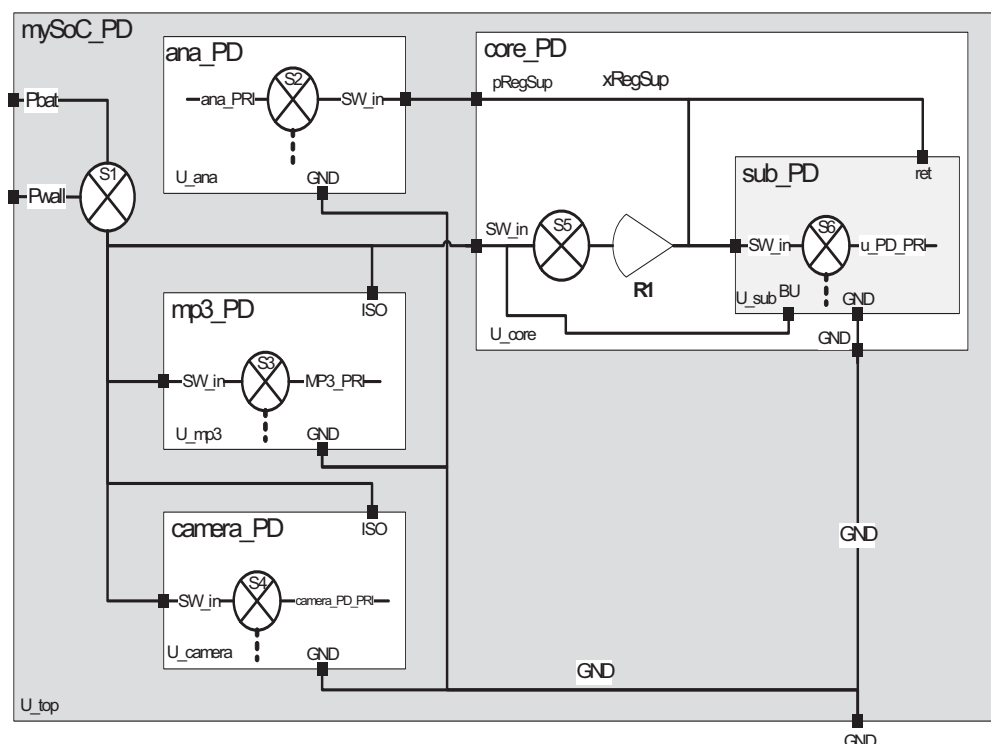 mySoC_PD
ana_PD
S2
ana_PRI
SW_in
U_ana
GND
core_PD
pRegSup
xRegSup
Pbat
S1
Pwall
SW_in
S5
R1
U_core
sub_PD
ret
SW_in
S6
u_PD_PRI
U_sub
BU
GND
GND
mp3_PD
ISO
SW_in
S3
MP3_PRI
U_mp3
GND
camera_PD
ISO
SW_in
S4
camera_PD_PRI
U_camera
GND
GND
GND
U_top
GND